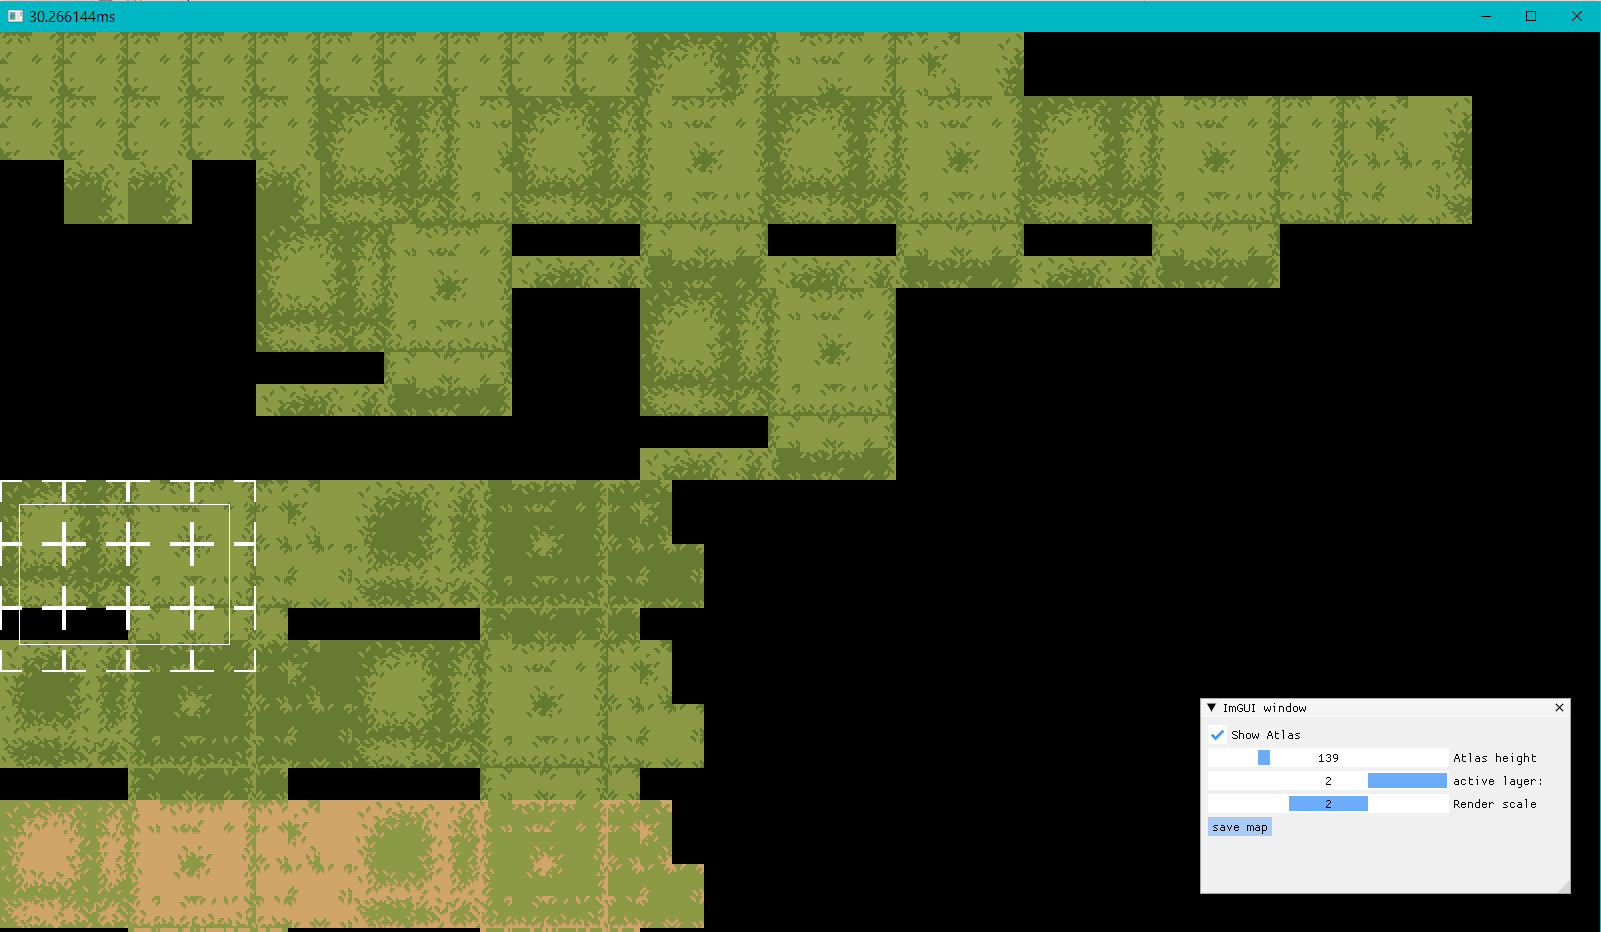 30.266144ms
ImGUI window
Show Atlas
139 Atlas height
2 active layer:
2 Render scale
save map